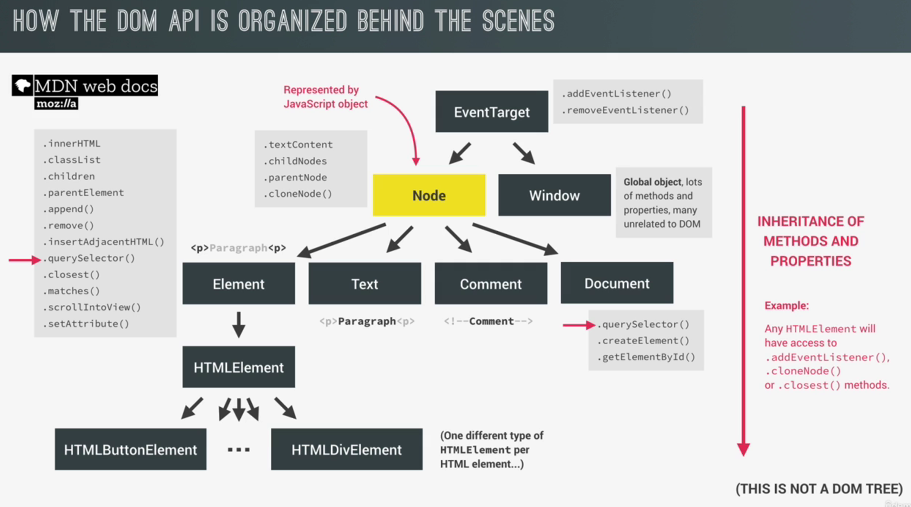 HOW THE DOM API IS ORGANIZED BEHIND THE SCENES
MDN web docs
moz://a
Represented by
JavaScript object
EventTarget
.addEventListener()
.removeEventListener()
.textContent
.childNodes
.parentNode
.cloneNode()
Node
Window
Global object, lots
of methods and
properties, many
unrelated to DOM
.innerHTML
.classList
.children
.parentElement
.append()
.remove()
.insertAdjacentHTML()
.querySelector()
.closest()
.matches()
.scrollIntoView()
.setAttribute()
<p>Paragraph<p>
Element
Text
Comment
Document
<p>Paragraph<p>
<!--Comment-->
.querySelector()
.createElement()
.getElementById()
HTMLElement
HTMLButtonElement
...
HTMLDivElement
(One different type of
HTMLElement per
HTML element...)
INHERITANCE OF
METHODS AND
PROPERTIES
Example:
Any HTMLElement will
have access to
.addEventListener(),
.cloneNode()
or .closest() methods.
(THIS IS NOT A DOM TREE)